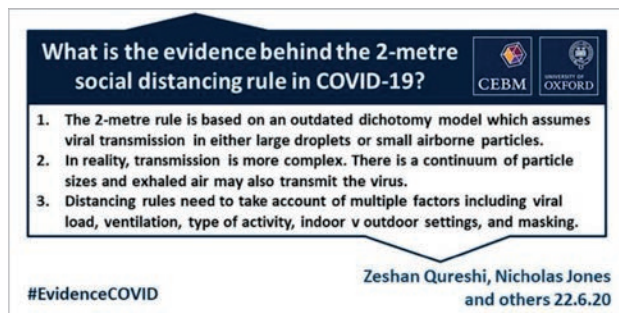 What is the evidence behind the 2-metre
social distancing rule in COVID-19?
CEBM
UNIVERSITY OF
OXFORD
1. The 2-metre rule is based on an outdated dichotomy model which assumes
viral transmission in either large droplets or small airborne particles.
2. In reality, transmission is more complex. There is a continuum of particle
sizes and exhaled air may also transmit the virus.
3. Distancing rules need to take account of multiple factors including viral
load, ventilation, type of activity, indoor v outdoor settings, and masking.
#EvidenceCOVID
Zeshan Qureshi, Nicholas Jones
and others 22.6.20